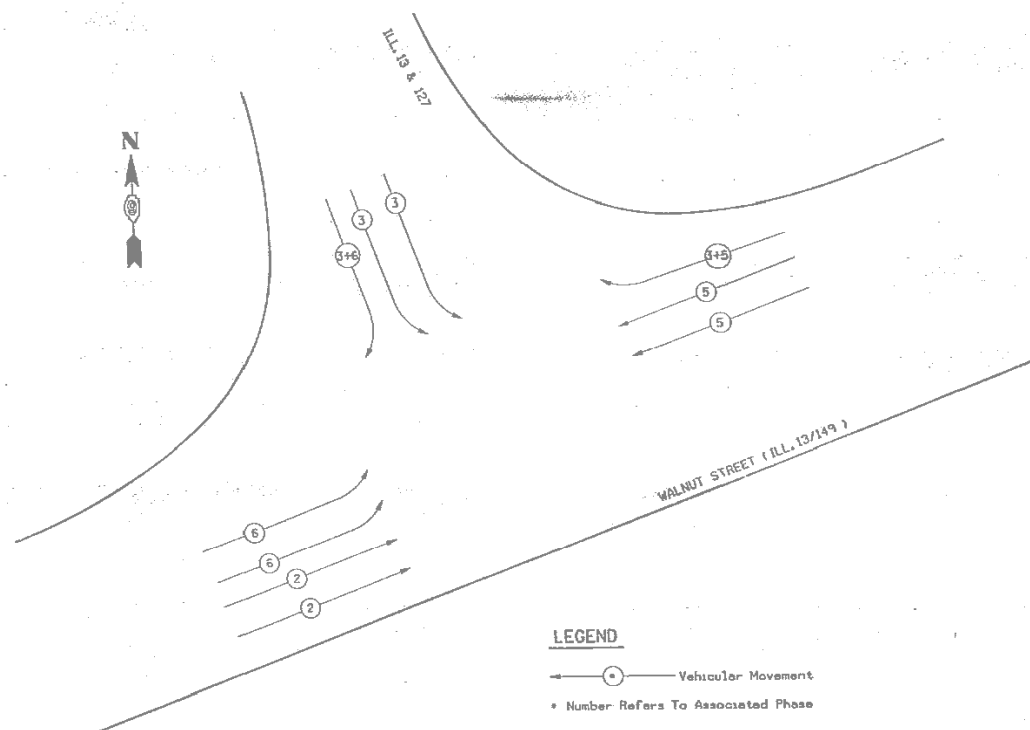 ILL.13 & 127
N
3
3
3+6
3+5
5
5
WALNUT STREET (ILL.13/149)
6
6
2
2
LEGEND
Vehicular Movement
* Number Refers To Associated Phase